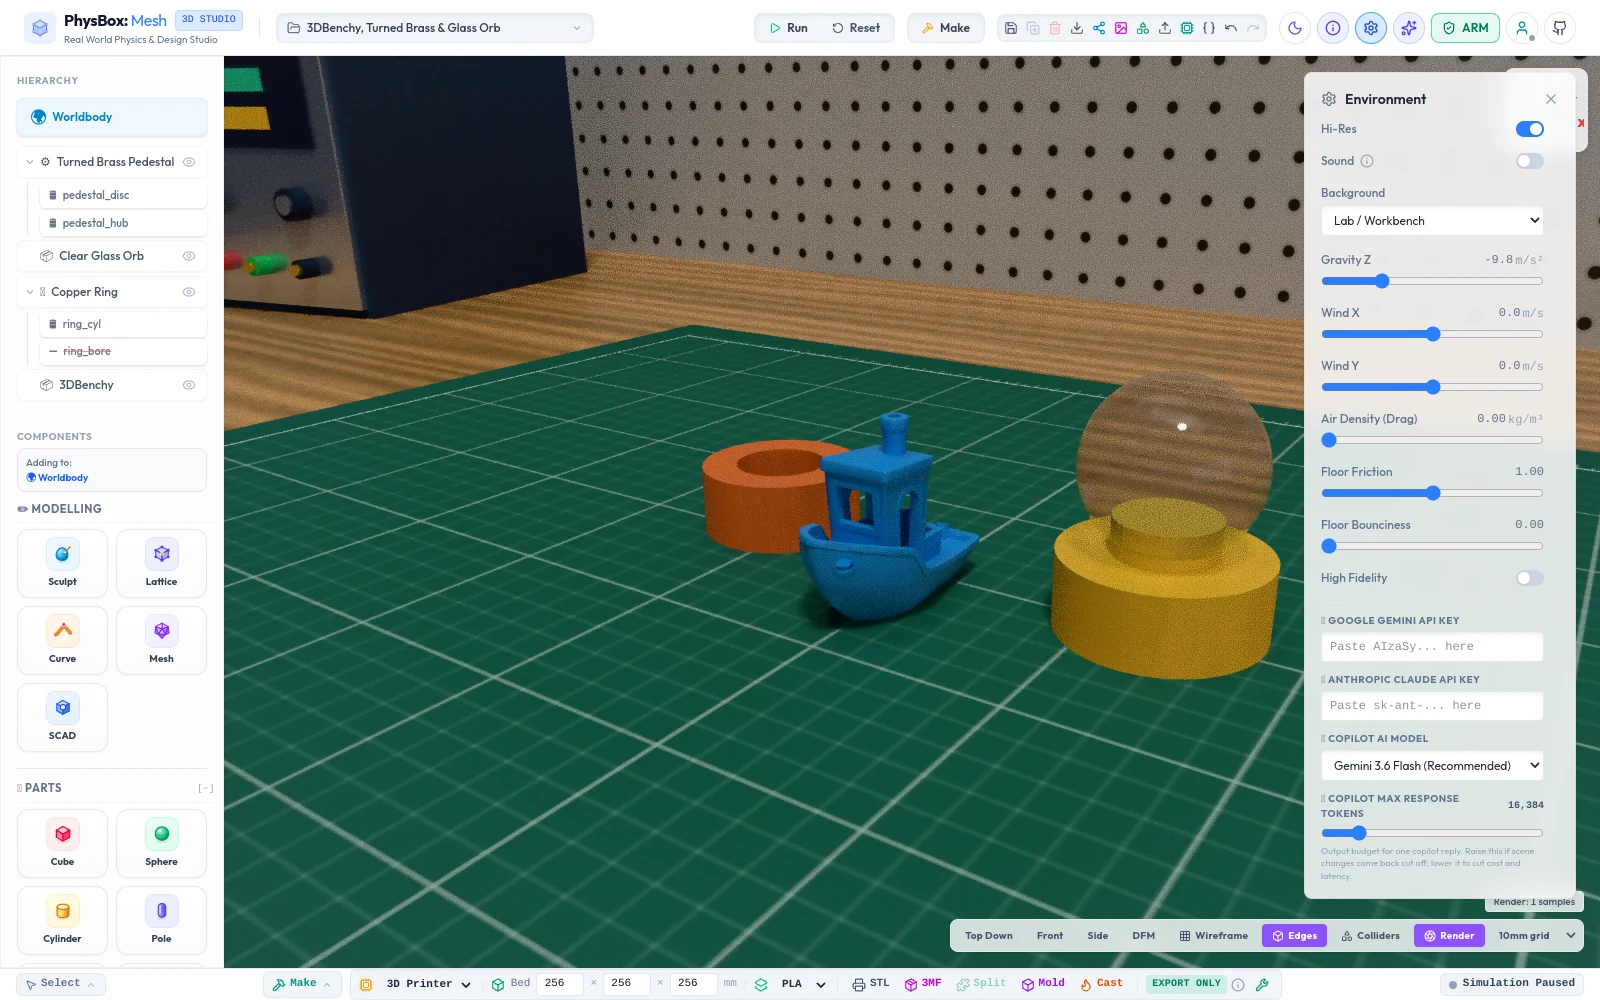 PhysBox: Mesh
3D STUDIO
Real World Physics & Design Studio
3DBenchy, Turned Brass & Glass Orb
Run
Reset
Make
ARM
HIERARCHY
Worldbody
Turned Brass Pedestal
pedestal_disc
pedestal_hub
Clear Glass Orb
Copper Ring
ring_cyl
ring_bore
3DBenchy
COMPONENTS
Adding to:
Worldbody
MODELLING
Sculpt
Lattice
Curve
Mesh
SCAD
PARTS
[−]
Cube
Sphere
Cylinder
Pole
Environment
Hi-Res
Sound
Background
Lab / Workbench
Gravity Z
-9.8 m/s²
Wind X
0.0 m/s
Wind Y
0.0 m/s
Air Density (Drag)
0.00 kg/m³
Floor Friction
1.00
Floor Bounciness
0.00
High Fidelity
GOOGLE GEMINI API KEY
Paste AIzaSy... here
ANTHROPIC CLAUDE API KEY
Paste sk-ant-... here
COPILOT AI MODEL
Gemini 3.6 Flash (Recommended)
COPILOT MAX RESPONSE
TOKENS
16,384
Output budget for one copilot reply. Raise this if scene
changes come back cut off; lower it to cut cost and
latency.
Render: 1 samples
Top Down
Front
Side
DFM
Wireframe
Edges
Colliders
Render
10mm grid
Select
Make
3D Printer
Bed
256
×
256
×
256
mm
PLA
STL
3MF
Split
Mold
Cast
EXPORT ONLY
Simulation Paused